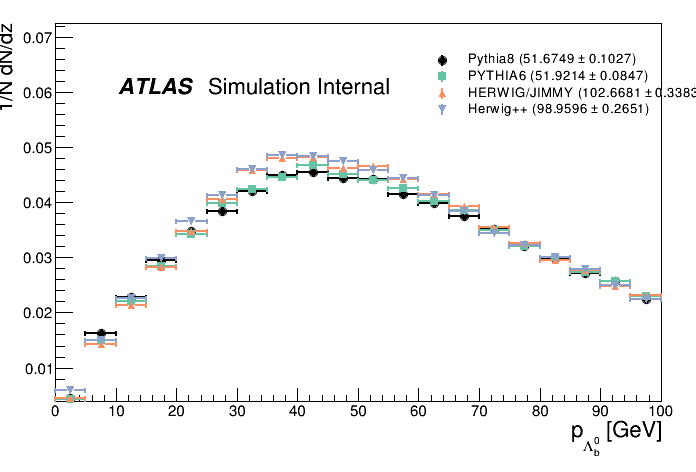 1/N dN/dz
0.07
0.06
0.05
0.04
0.03
0.02
0.01
ATLAS Simulation Internal
Pythia8 (51.6749 ± 0.1027)
PYTHIA6 (51.9214 ± 0.0847)
HERWIG/JIMMY (102.6681 ± 0.3383
Herwig++ (98.9596 ± 0.2651)
0 10 20 30 40 50 60 70 80 90 100
p_{Λ_b^0} [GeV]